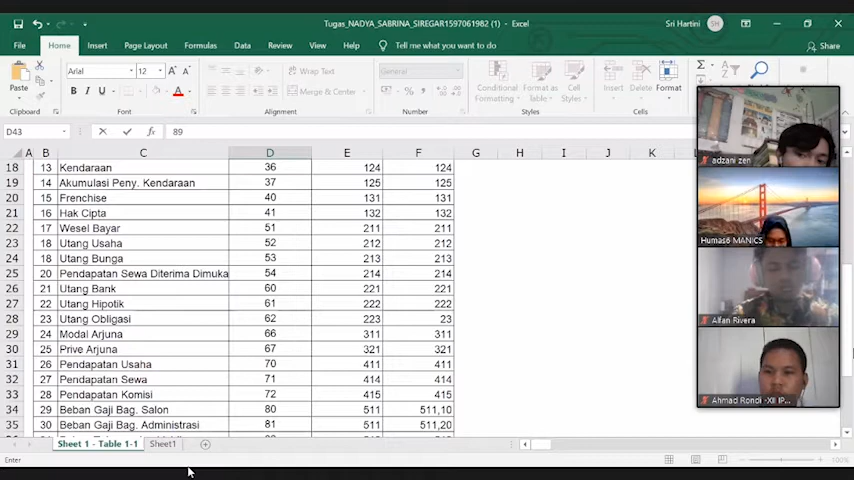 Tugas_NADYA_SABRINA_SIREGAR1597061982 (1) - Excel
Sri Hartini SH
File Home Insert Page Layout Formulas Data Review View Help Tell me what you want to do Share
Arial 12 Wrap Text General
Paste B I U A Merge & Center % Conditional Formatting Format as Table Cell Styles Insert Delete Format
Clipboard Font Alignment Number Styles Cells
D43 fx 89
A B C D E F G H I J K
18 13 Kendaraan 36 124 124
19 14 Akumulasi Peny. Kendaraan 37 125 125
20 15 Frenchise 40 131 131
21 16 Hak Cipta 41 132 132
22 17 Wesel Bayar 51 211 211
23 18 Utang Usaha 52 212 212
24 18 Utang Bunga 53 213 213
25 20 Pendapatan Sewa Diterima Dimuka 54 214 214
26 21 Utang Bank 60 221 221
27 22 Utang Hipotik 61 222 222
28 23 Utang Obligasi 62 223 23
29 24 Modal Arjuna 66 311 311
30 25 Prive Arjuna 67 321 321
31 26 Pendapatan Usaha 70 411 411
32 27 Pendapatan Sewa 71 414 414
33 28 Pendapatan Komisi 72 415 415
34 29 Beban Gaji Bag. Salon 80 511 511,10
35 30 Beban Gaji Bag. Administrasi 81 511 511,20
Sheet 1 - Table 1-1 Sheet1
Enter 100%
adzani zen
Humas6 MANICS
Alfan Rivera
Ahmad Rondi -XII IP...